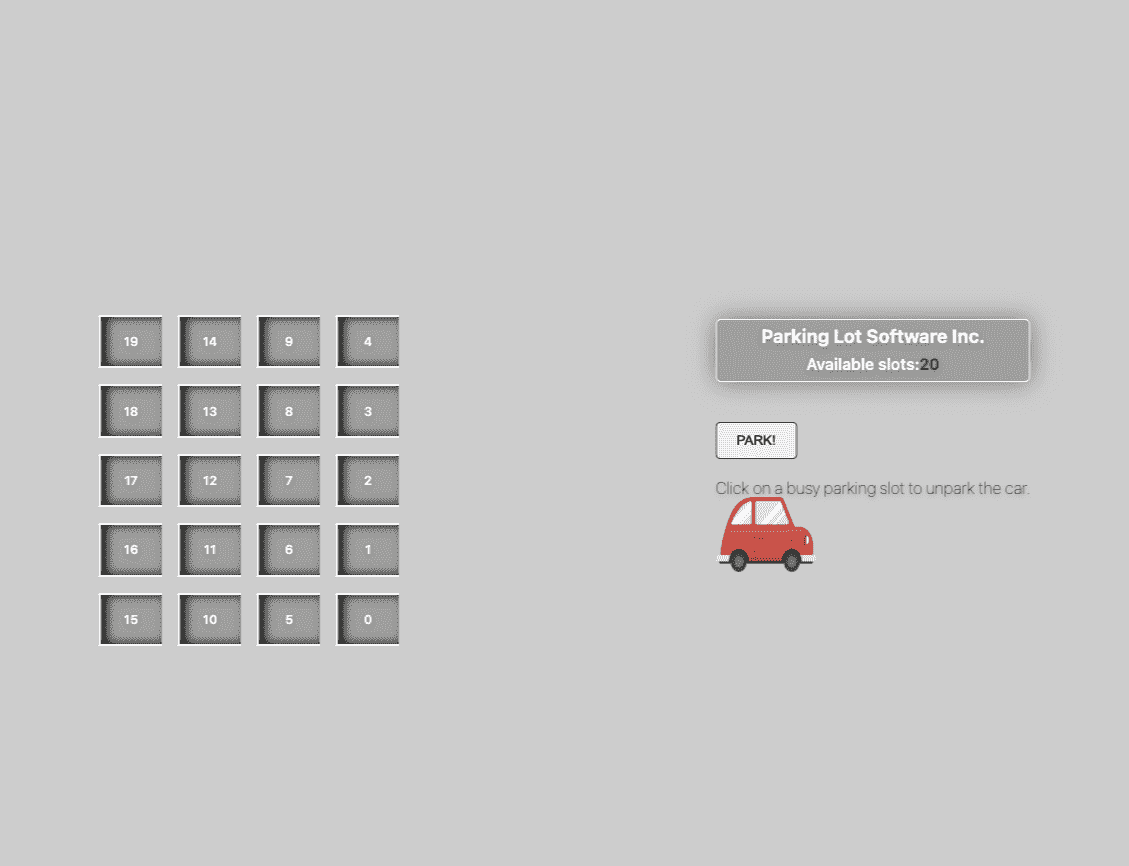 19 14 9 4
18 13 8 3
17 12 7 2
16 11 6 1
15 10 5 0
Parking Lot Software Inc.
Available slots:20
PARK!
Click on a busy parking slot to unpark the car.